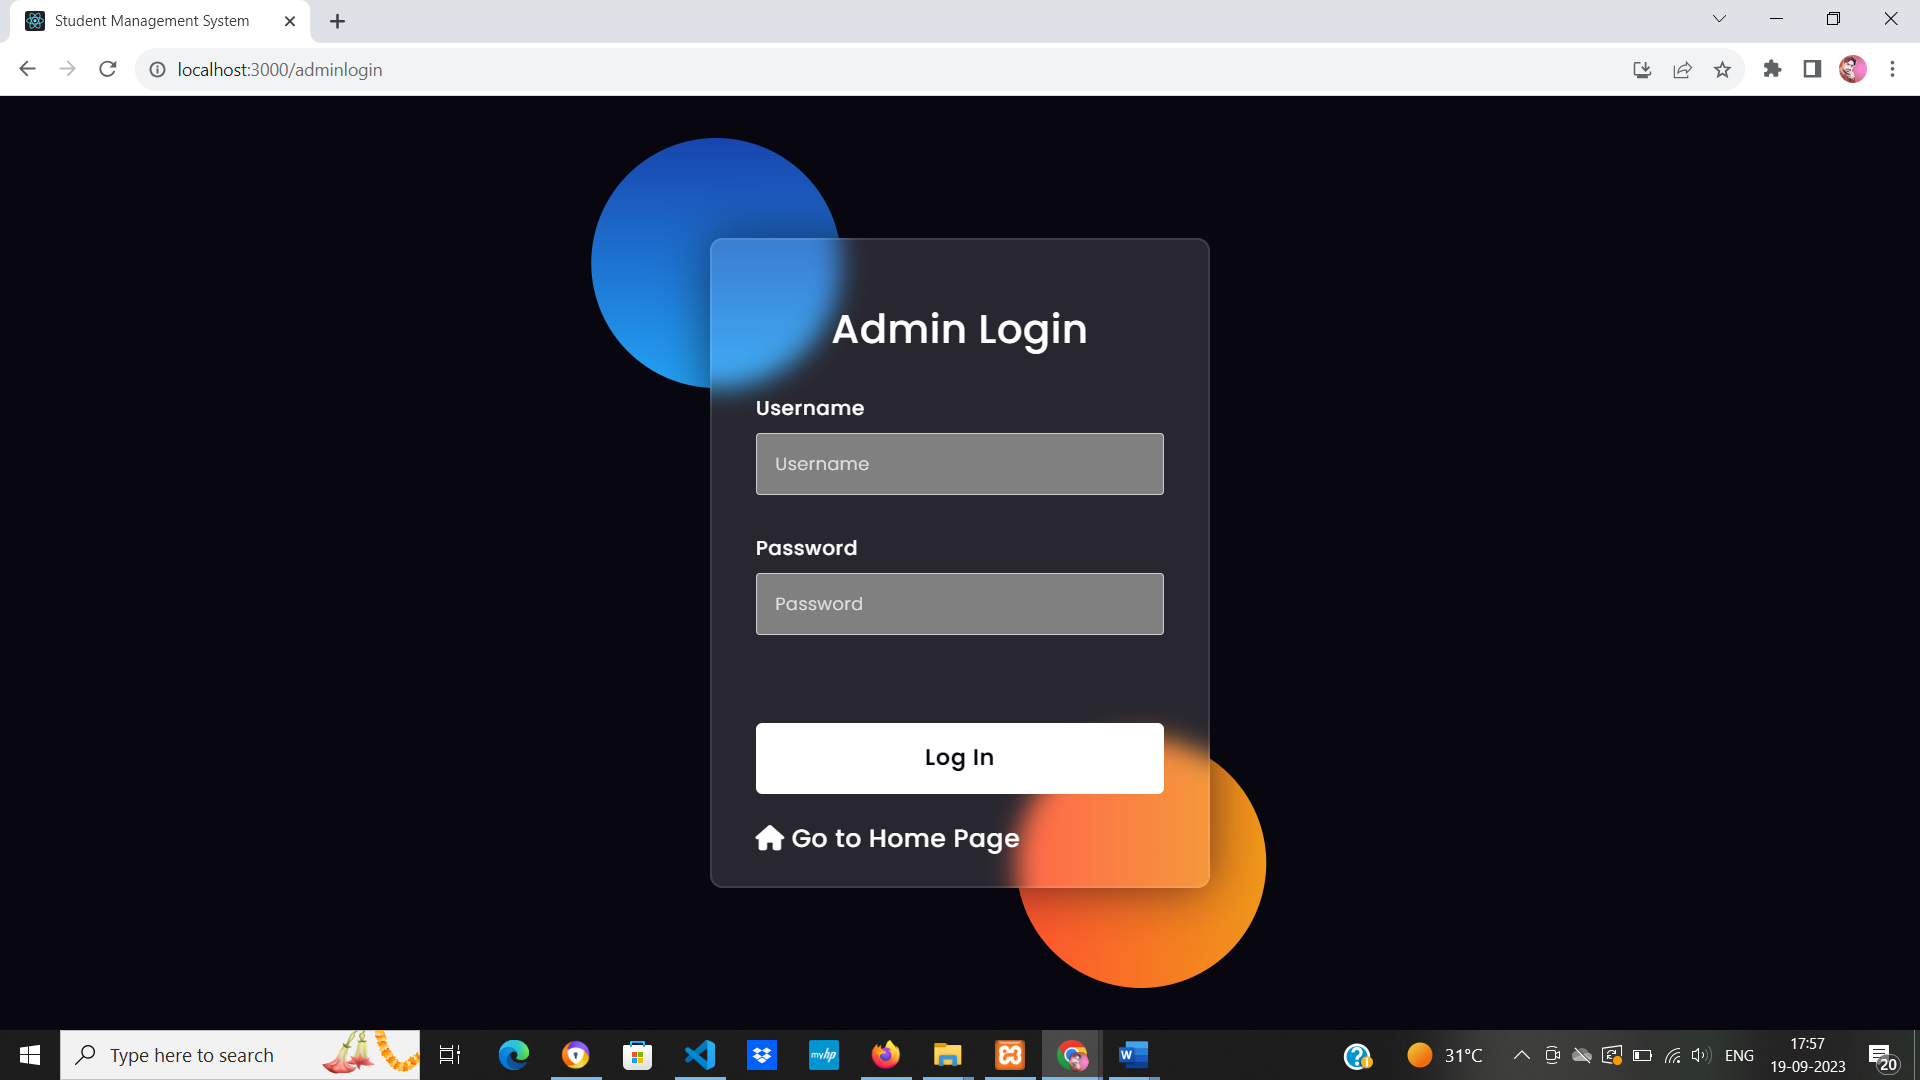 Student Management System
localhost:3000/adminlogin
Admin Login
Username
Username
Password
Password
Log In
Go to Home Page
Type here to search
myhp
W
31°C
ENG
17:57
19-09-2023
20